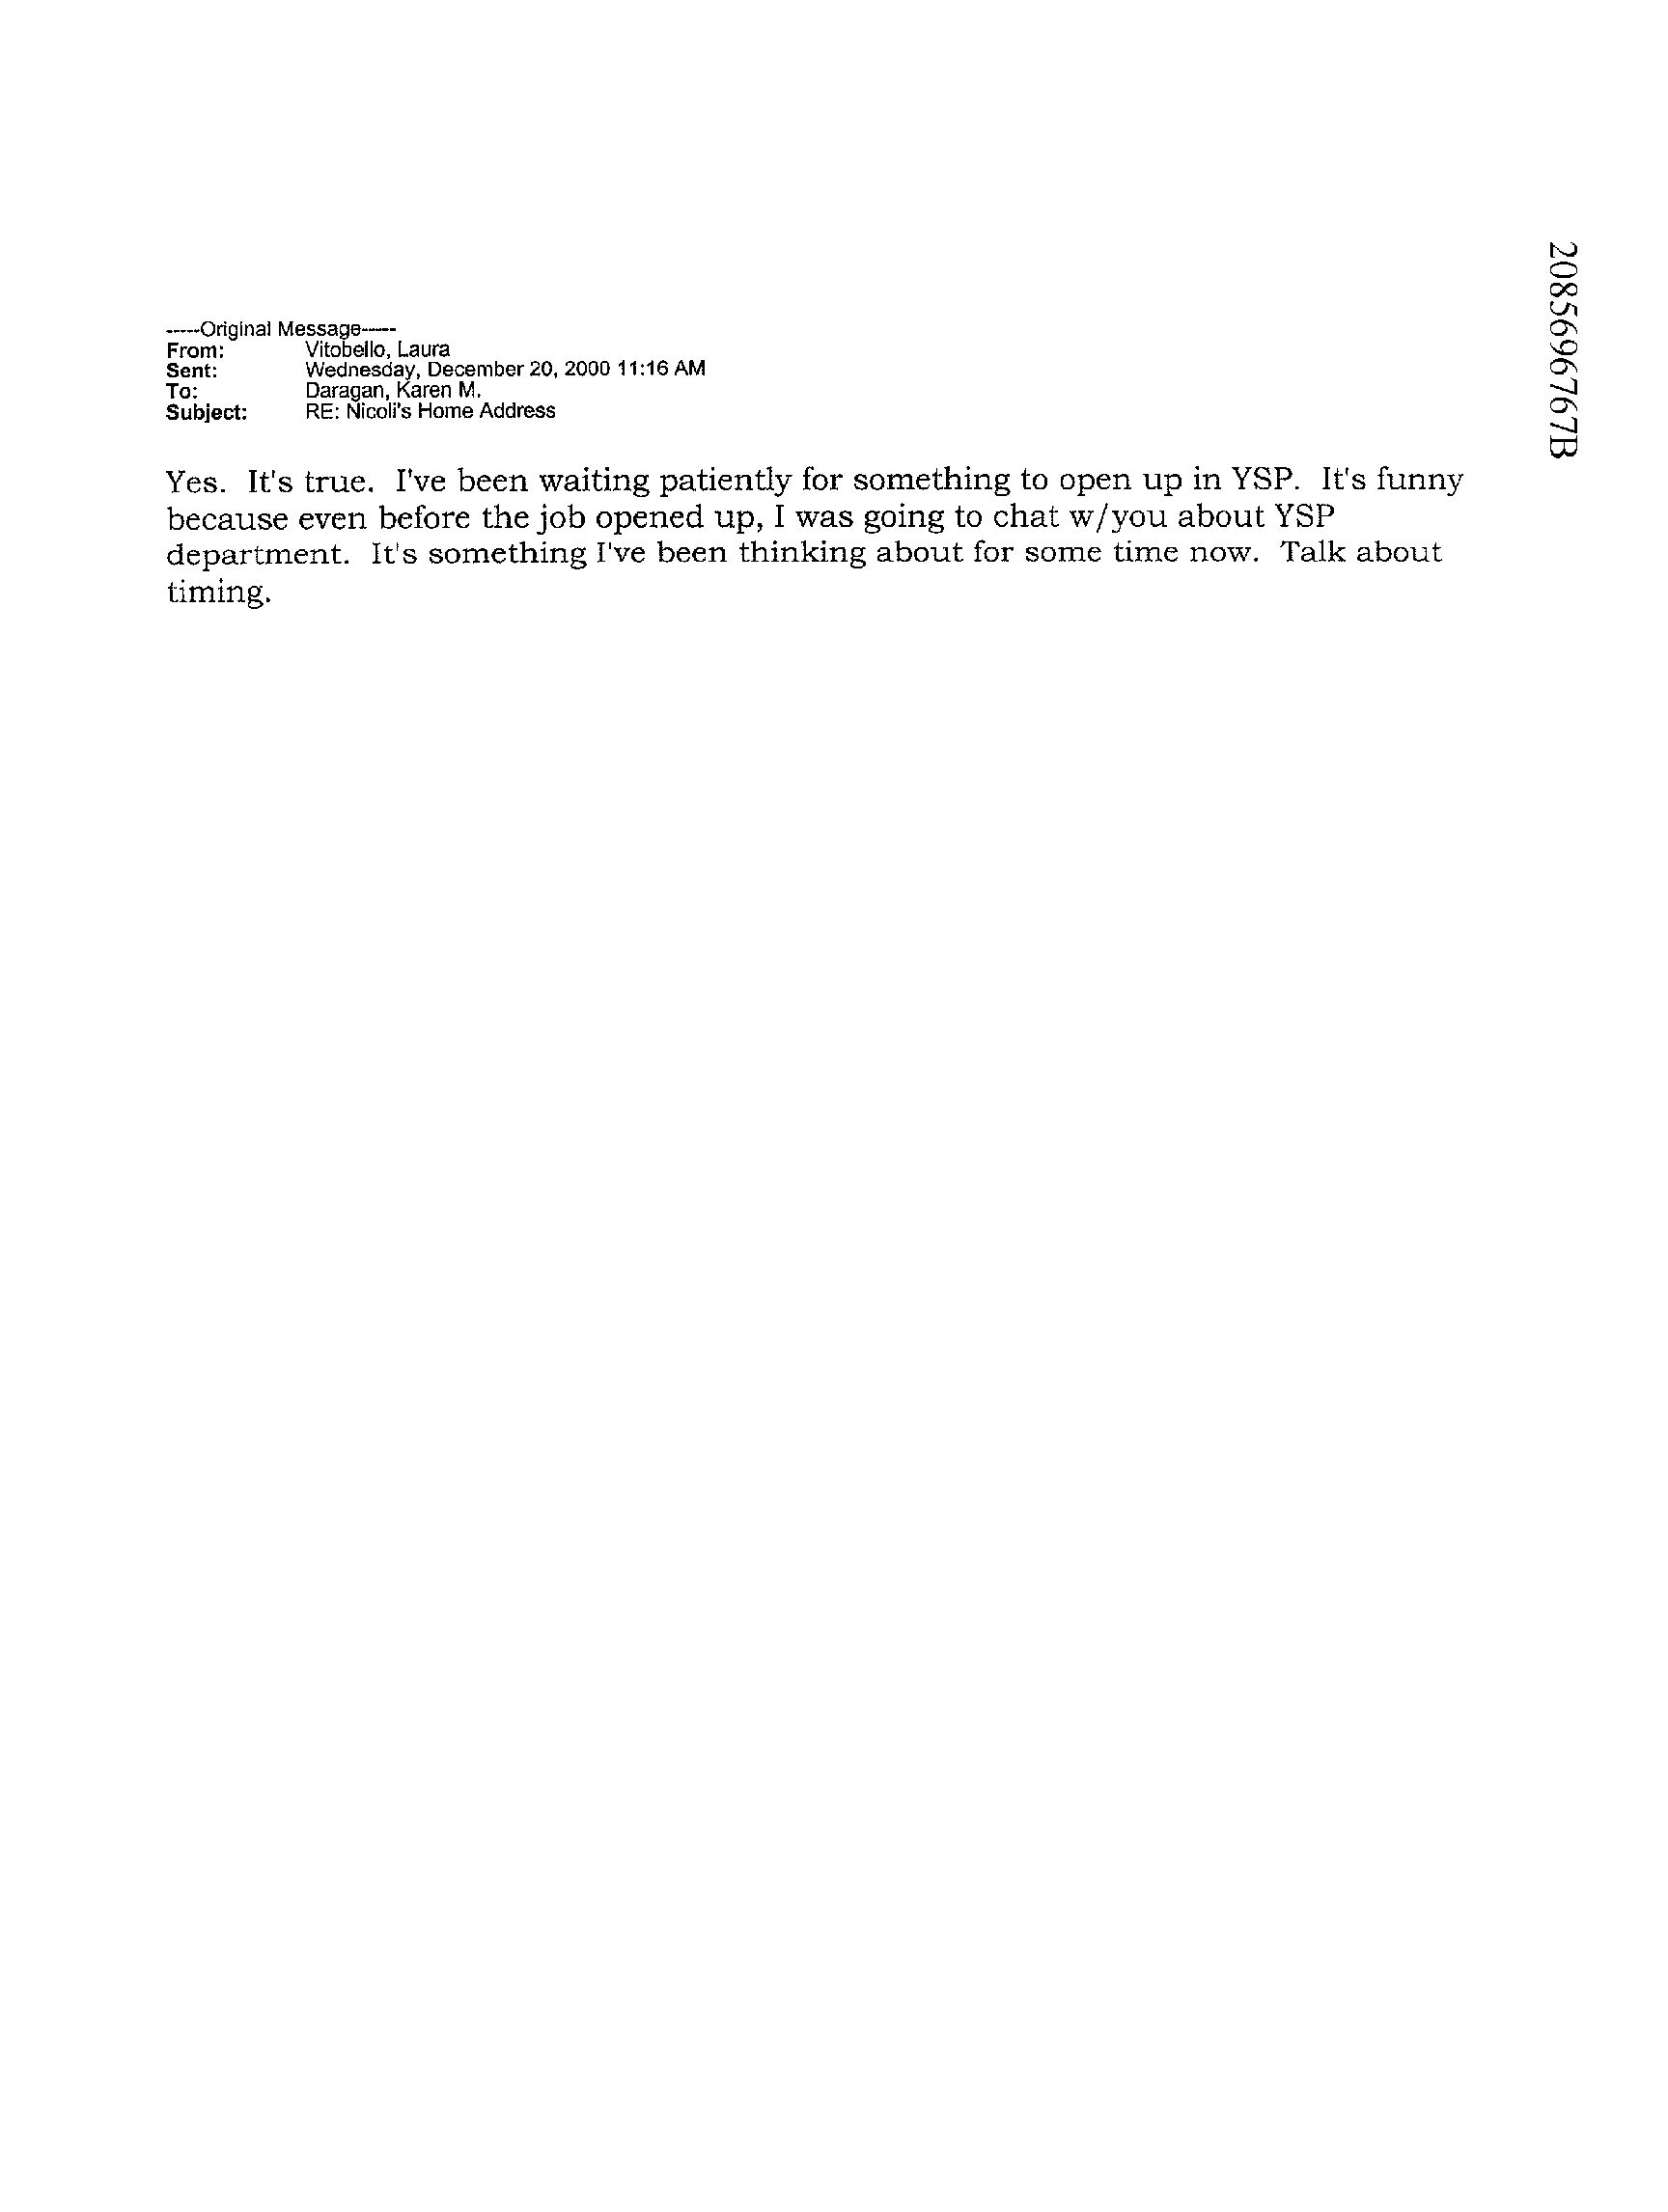 2085696767B
-----Original Message-----
From: Vitobello, Laura
Sent: Wednesday, December 20, 2000 11:16 AM
To: Daragan, Karen M.
Subject: RE: Nicoli's Home Address
Yes. It's true. I've been waiting patiently for something to open up in YSP. It's funny
because even before the job opened up, I was going to chat w/you about YSP
department. It's something I've been thinking about for some time now. Talk about
timing.